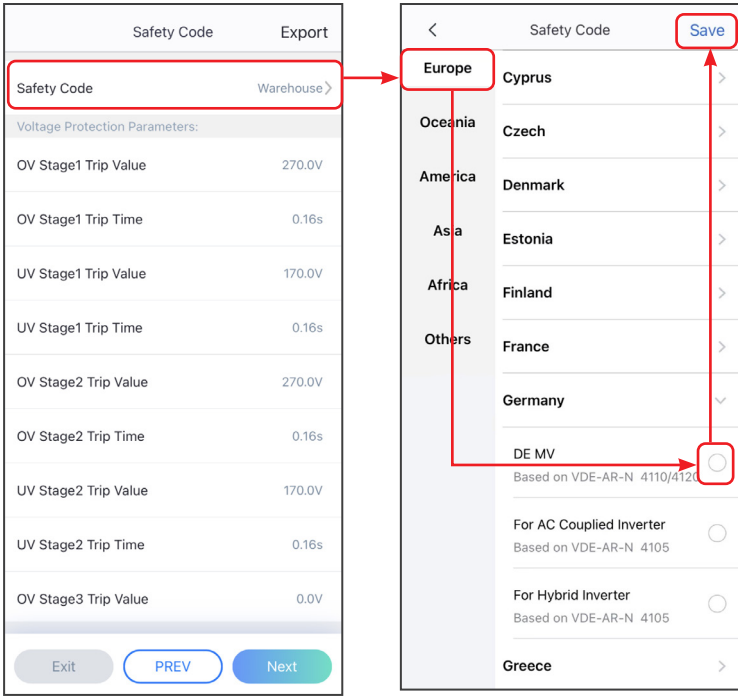 Safety Code Export
Safety Code Warehouse
Voltage Protection Parameters:
OV Stage1 Trip Value 270.0V
OV Stage1 Trip Time 0.16s
UV Stage1 Trip Value 170.0V
UV Stage1 Trip Time 0.16s
OV Stage2 Trip Value 270.0V
OV Stage2 Trip Time 0.16s
UV Stage2 Trip Value 170.0V
UV Stage2 Trip Time 0.16s
OV Stage3 Trip Value 0.0V
Exit PREV Next
Safety Code Save
Europe
Oceania
America
Asia
Africa
Others
Cyprus
Czech
Denmark
Estonia
Finland
France
Germany
DE MV
Based on VDE-AR-N 4110/4120
For AC Couplied Inverter
Based on VDE-AR-N 4105
For Hybrid Inverter
Based on VDE-AR-N 4105
Greece